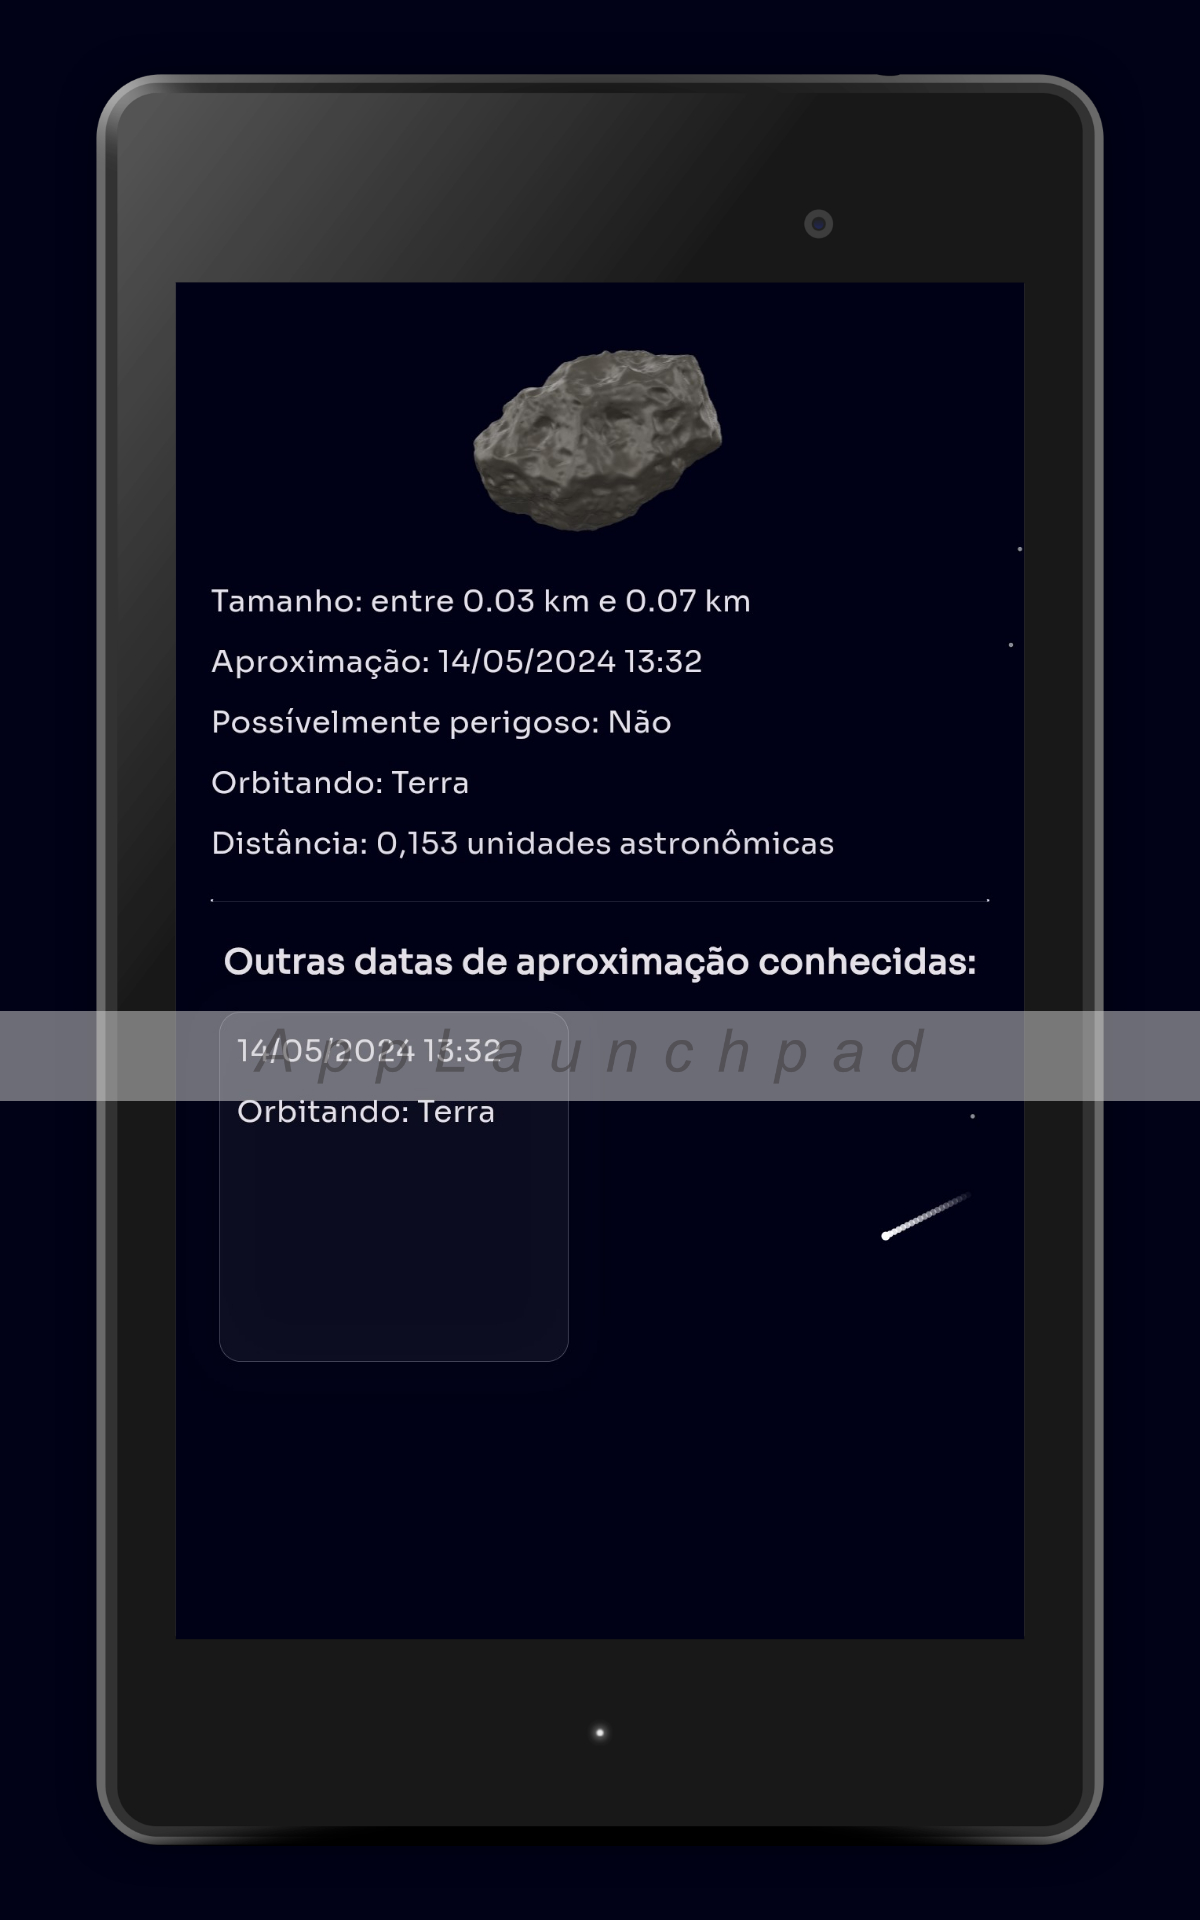 Tamanho: entre 0.03 km e 0.07 km
Aproximação: 14/05/2024 13:32
Possívelmente perigoso: Não
Orbitando: Terra
Distância: 0,153 unidades astronômicas
Outras datas de aproximação conhecidas:
14/05/2024 13:32
AppLaunchpad
Orbitando: Terra